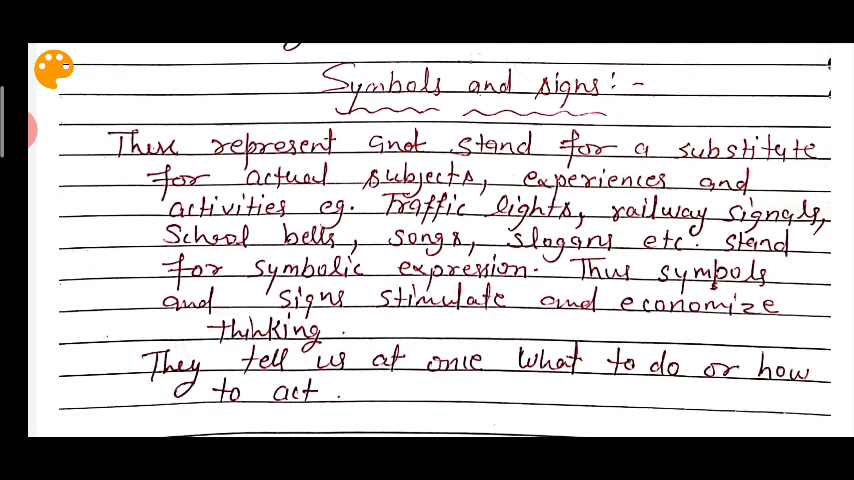 Symbols and signs:-
These represent and stand for a substitute
for actual subjects, experiences and
activities eg. Traffic lights, railway signals,
School bells, songs, slogans etc. stand
for symbolic expression. Thus symbols
and signs stimulate and economize
thinking.
They tell us at once what to do or how
to act.